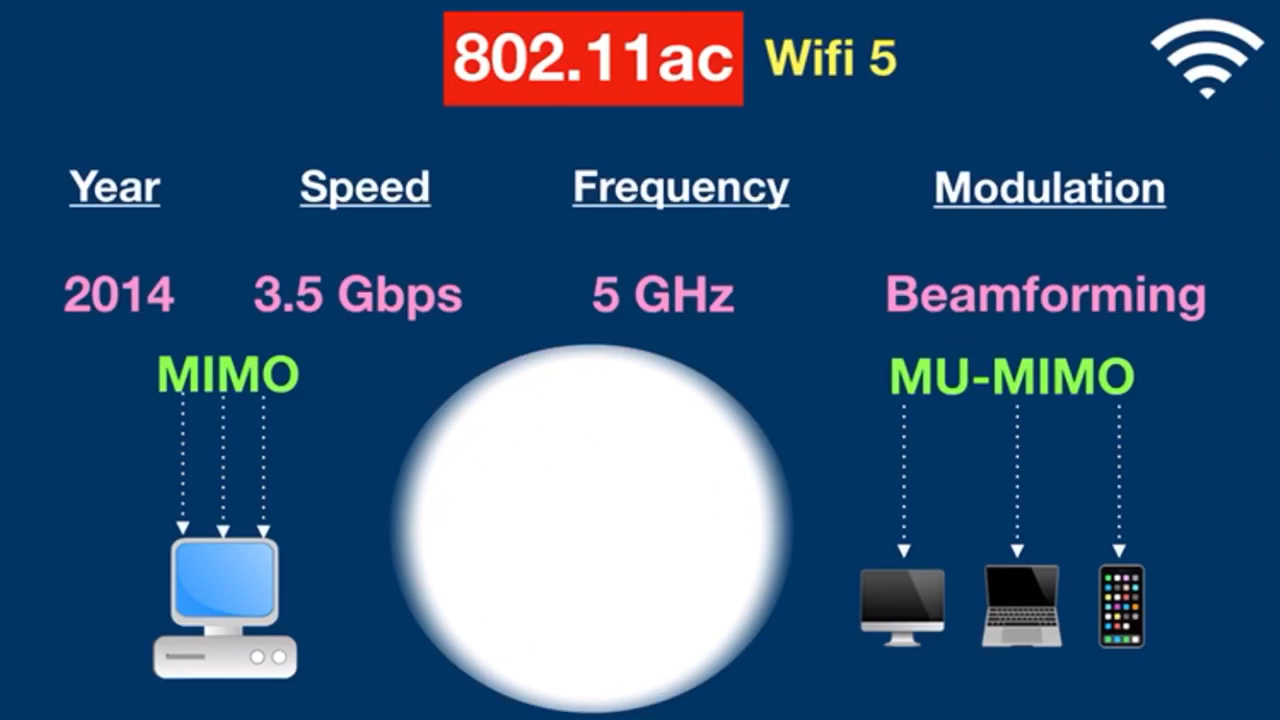 802.11ac Wifi 5
Year Speed Frequency Modulation
2014 3.5 Gbps 5 GHz Beamforming
MIMO MU-MIMO